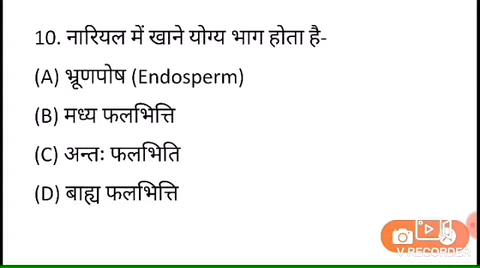 10. नारियल में खाने योग्य भाग होता है-
(A) भ्रूणपोष (Endosperm)
(B) मध्य फलभित्ति
(C) अन्तः फलभिति
(D) बाह्य फलभित्ति
V RECORDER